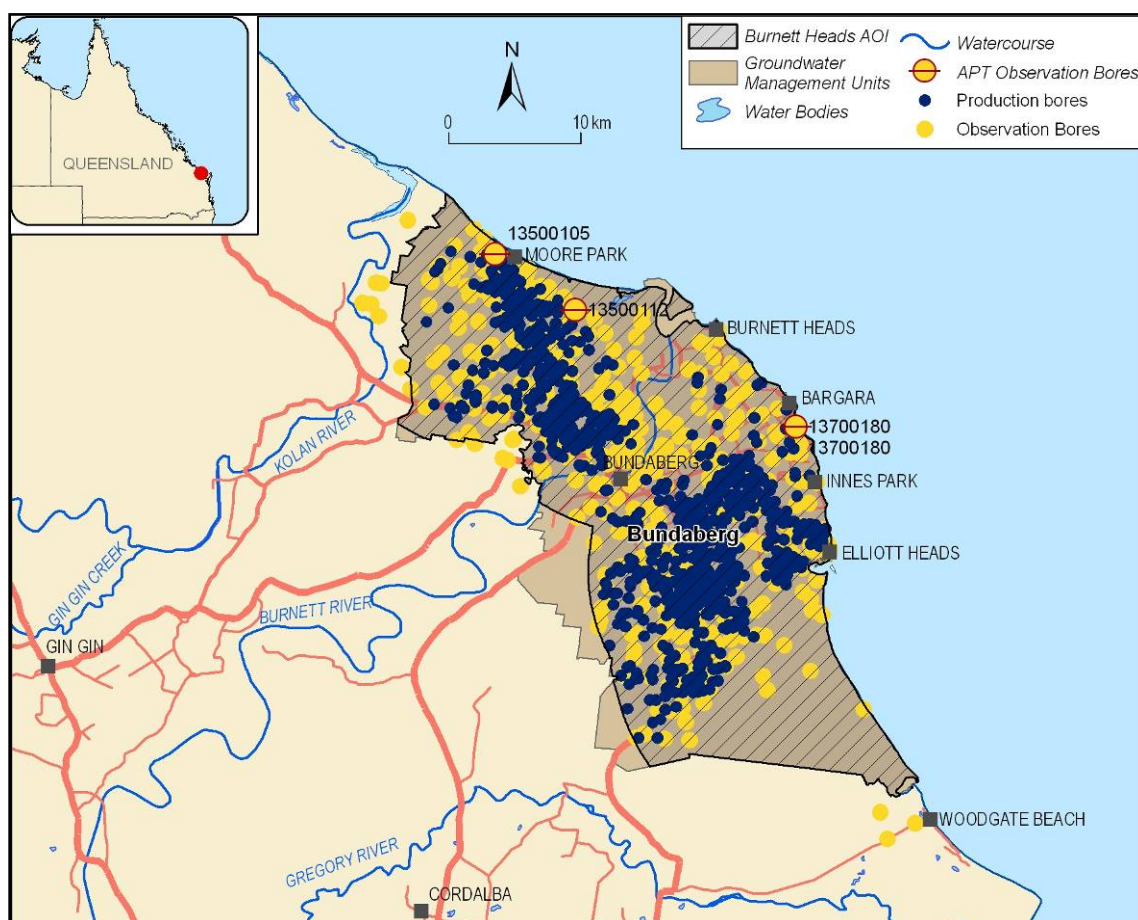 QUEENSLAND
N
0
10 km
Burnett Heads AOI
Groundwater
Management Units
Water Bodies
Watercourse
APT Observation Bores
Production bores
Observation Bores
13500105
MOORE PARK
13500112
BURNETT HEADS
BARGARA
13700180
13700180
KOLAN RIVER
BUNDABERG
INNES PARK
Bundaberg
ELLIOTT HEADS
GIN GIN CREEK
BURNETT RIVER
GIN GIN
WOODGATE BEACH
GREGORY RIVER
CORDALBA